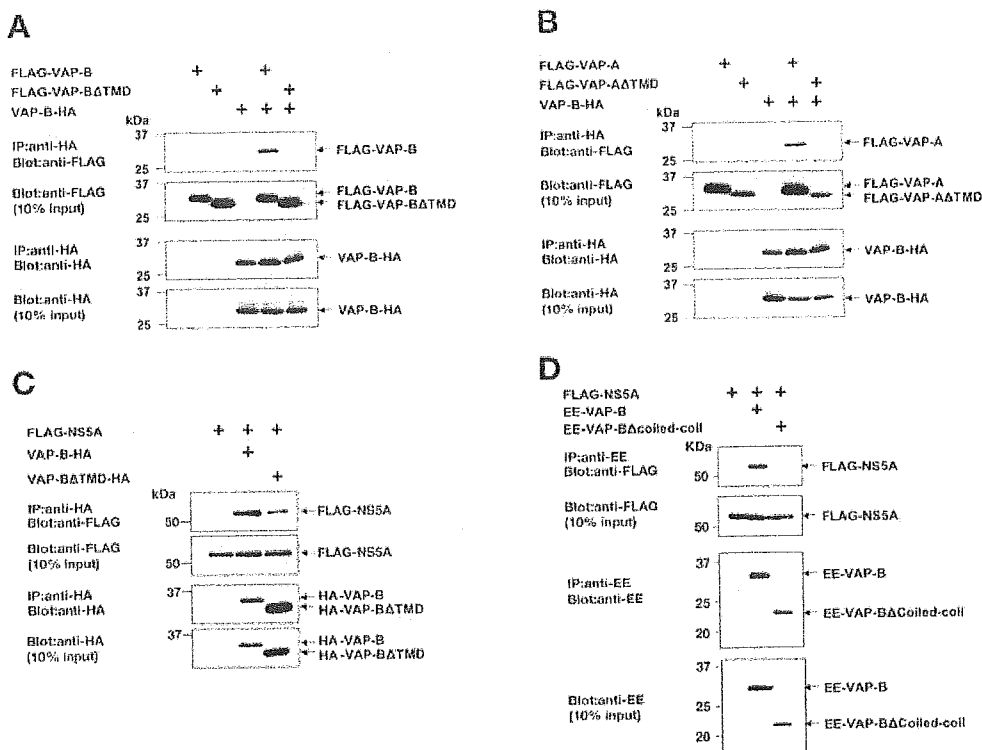 A
FLAG-VAP-B + +
FLAG-VAP-BΔTMD + +
VAP-B-HA + + +
kDa
37
IP:anti-HA
Blot:anti-FLAG
FLAG-VAP-B
25
37
Blot:anti-FLAG
(10% input)
FLAG-VAP-B
FLAG-VAP-BΔTMD
25
37
IP:anti-HA
Blot:anti-HA
VAP-B-HA
25
37
Blot:anti-HA
(10% input)
VAP-B-HA
25
B
FLAG-VAP-A + +
FLAG-VAP-AΔTMD + +
VAP-B-HA + + +
kDa
37
IP:anti-HA
Blot:anti-FLAG
FLAG-VAP-A
25
37
Blot:anti-FLAG
(10% input)
FLAG-VAP-A
FLAG-VAP-AΔTMD
25
37
IP:anti-HA
Blot:anti-HA
VAP-B-HA
25
37
Blot:anti-HA
(10% input)
VAP-B-HA
25
C
FLAG-NS5A + + +
VAP-B-HA +
VAP-BΔTMD-HA +
kDa
IP:anti-HA
Blot:anti-FLAG
50
FLAG-NS5A
Blot:anti-FLAG
(10% input)
50
FLAG-NS5A
37
IP:anti-HA
Blot:anti-HA
HA-VAP-B
HA-VAP-BΔTMD
37
Blot:anti-HA
(10% input)
HA-VAP-B
HA-VAP-BΔTMD
D
FLAG-NS5A + + +
EE-VAP-B +
EE-VAP-BΔcoiled-coil +
KDa
IP:anti-EE
Blot:anti-FLAG
50
FLAG-NS5A
Blot:anti-FLAG
(10% input)
50
FLAG-NS5A
37
EE-VAP-B
IP:anti-EE
Blot:anti-EE
25
EE-VAP-BΔCoiled-coil
20
37
EE-VAP-B
Blot:anti-EE
(10% input)
25
EE-VAP-BΔCoiled-coil
20